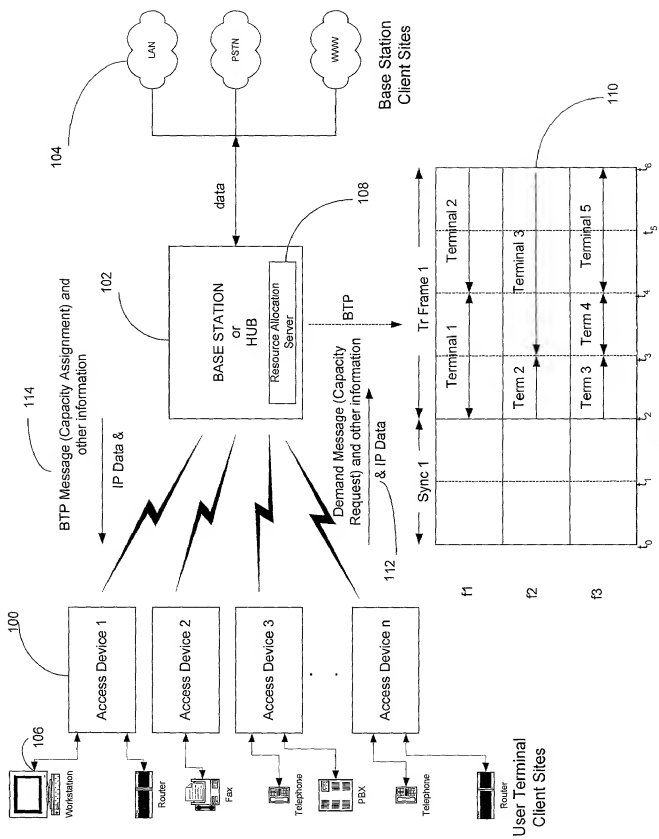 106
Workstation
Router
Fax
Telephone
PBX
Telephone
Router
User Terminal
Client Sites
100
Access Device 1
Access Device 2
Access Device 3
. .
Access Device n
114
BTP Message (Capacity Assignment) and
other information
IP Data &
Demand Message (Capacity
Request) and other information
& IP Data
112
102
BASE STATION
or
HUB
Resource Allocation
Server
108
data
BTP
104
LAN
PSTN
WWW
Base Station
Client Sites
Sync 1
Tr Frame 1
f1
Terminal 1
Terminal 2
f2
Term 2
Terminal 3
f3
Term 3
Term 4
Terminal 5
t0
t1
t2
t3
t4
t5
t6
110